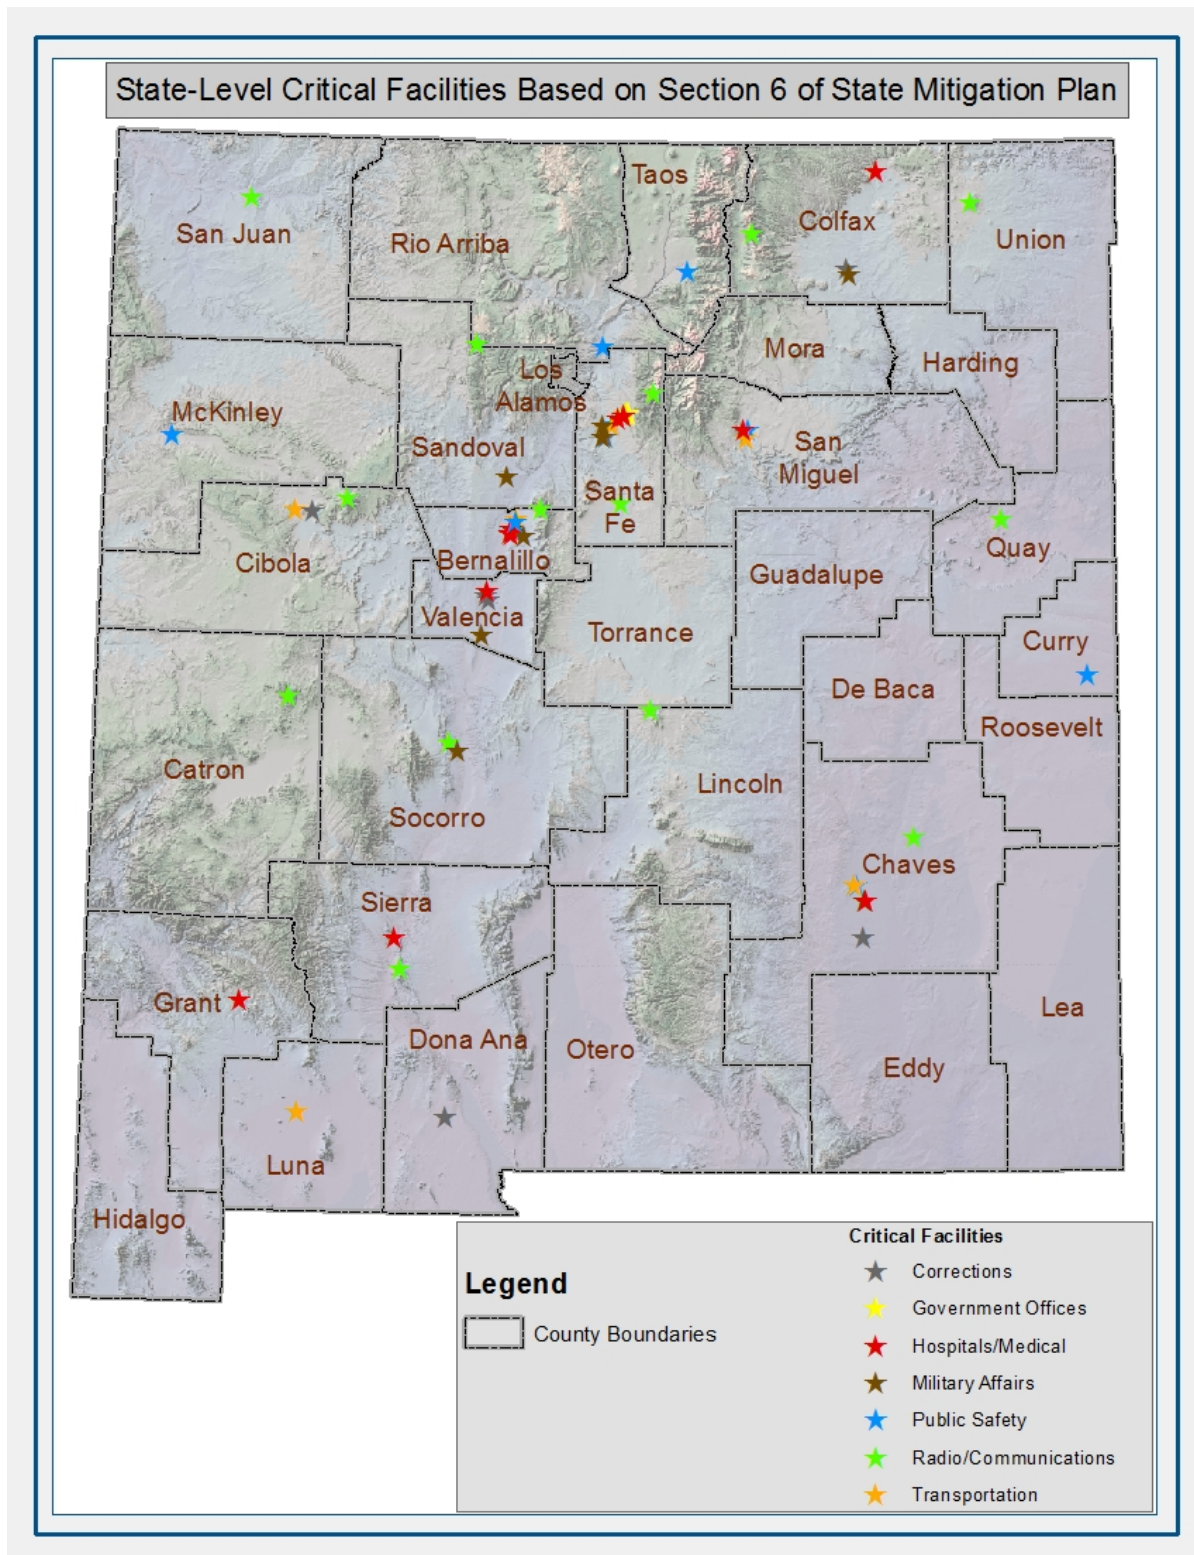 State-Level Critical Facilities Based on Section 6 of State Mitigation Plan
Taos
San Juan
Rio Arriba
Colfax
Union
Mora
Harding
Los
Alamos
McKinley
Sandoval
San
Miguel
Santa
Fe
Cibola
Bernalillo
Quay
Guadalupe
Valencia
Torrance
Curry
De Baca
Roosevelt
Catron
Lincoln
Socorro
Chaves
Sierra
Grant
Lea
Dona Ana
Otero
Eddy
Luna
Hidalgo
Legend
County Boundaries
Critical Facilities
Corrections
Government Offices
Hospitals/Medical
Military Affairs
Public Safety
Radio/Communications
Transportation